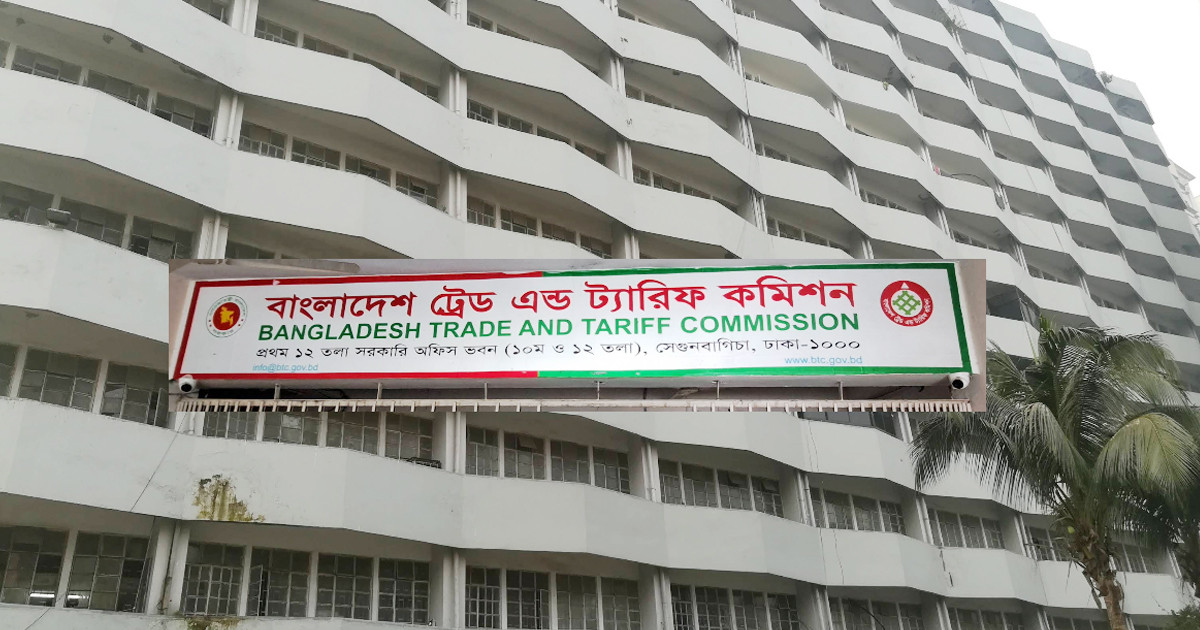 বাংলাদেশ ট্রেড এন্ড ট্যারিফ কমিশন
BANGLADESH TRADE AND TARIFF COMMISSION
প্রথম ১২ তলা সরকারি অফিস ভবন (১০ম ও ১২ তলা), সেগুনবাগিচা, ঢাকা-১০০০
info@btc.gov.bd www.btc.gov.bd